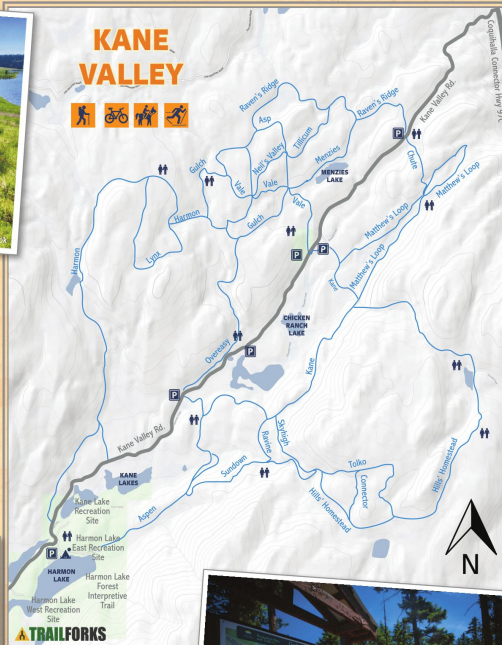 KANE
VALLEY
Coquihalla Connector Hwy 97C
Kane Valley Rd.
Raven's Ridge
Raven's Ridge
Asp
Tillicum
P
Neil's Valley
Menzies
Chute
Gulch
MENZIES
LAKE
Matthew's Loop
Vale
Vale
Vale
Harmon
Gulch
Matthew's Loop
Lynx
P
P
Matthew's Loop
Harmon
Kane
CHICKEN
RANCH
LAKE
Overeasy
P
Kane
P
Kane Valley Rd.
Skyhigh
Ravine
Hills' Homestead
Sundown
Tolko
KANE
LAKES
Connector
Hills' Homestead
Aspen
Kane Lake
Recreation
Site
Harmon Lake
East Recreation
Site
P
HARMON
LAKE
Harmon Lake
Forest
Interpretive
Trail
Harmon Lake
West Recreation
Site
N
TRAILFORKS